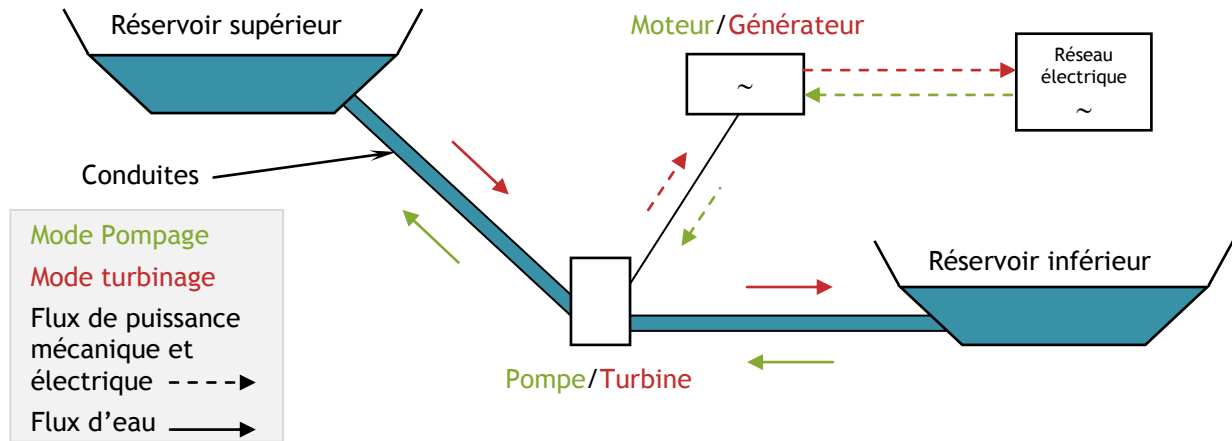 Réservoir supérieur
Moteur/Générateur
~
Réseau
électrique
~
Conduites
Mode Pompage
Mode turbinage
Flux de puissance
mécanique et
électrique
Flux d'eau
Réservoir inférieur
Pompe/Turbine